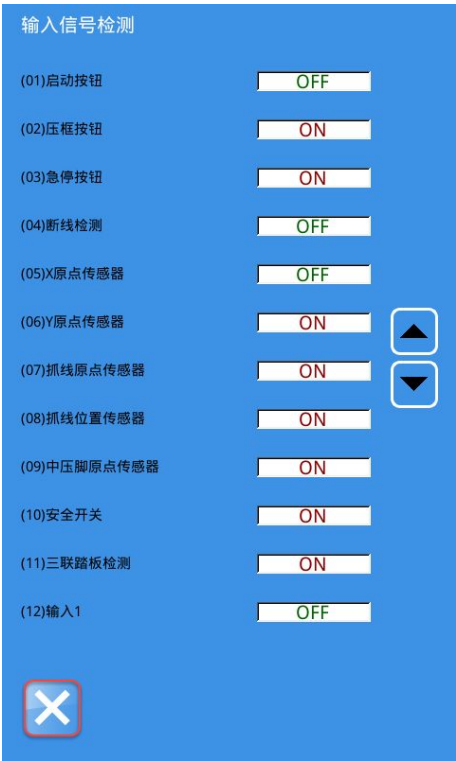 输入信号检测
(01)启动按钮 OFF
(02)压框按钮 ON
(03)急停按钮 ON
(04)断线检测 OFF
(05)X原点传感器 OFF
(06)Y原点传感器 ON
(07)抓线原点传感器 ON
(08)抓线位置传感器 ON
(09)中压脚原点传感器 ON
(10)安全开关 ON
(11)三联踏板检测 ON
(12)输入1 OFF